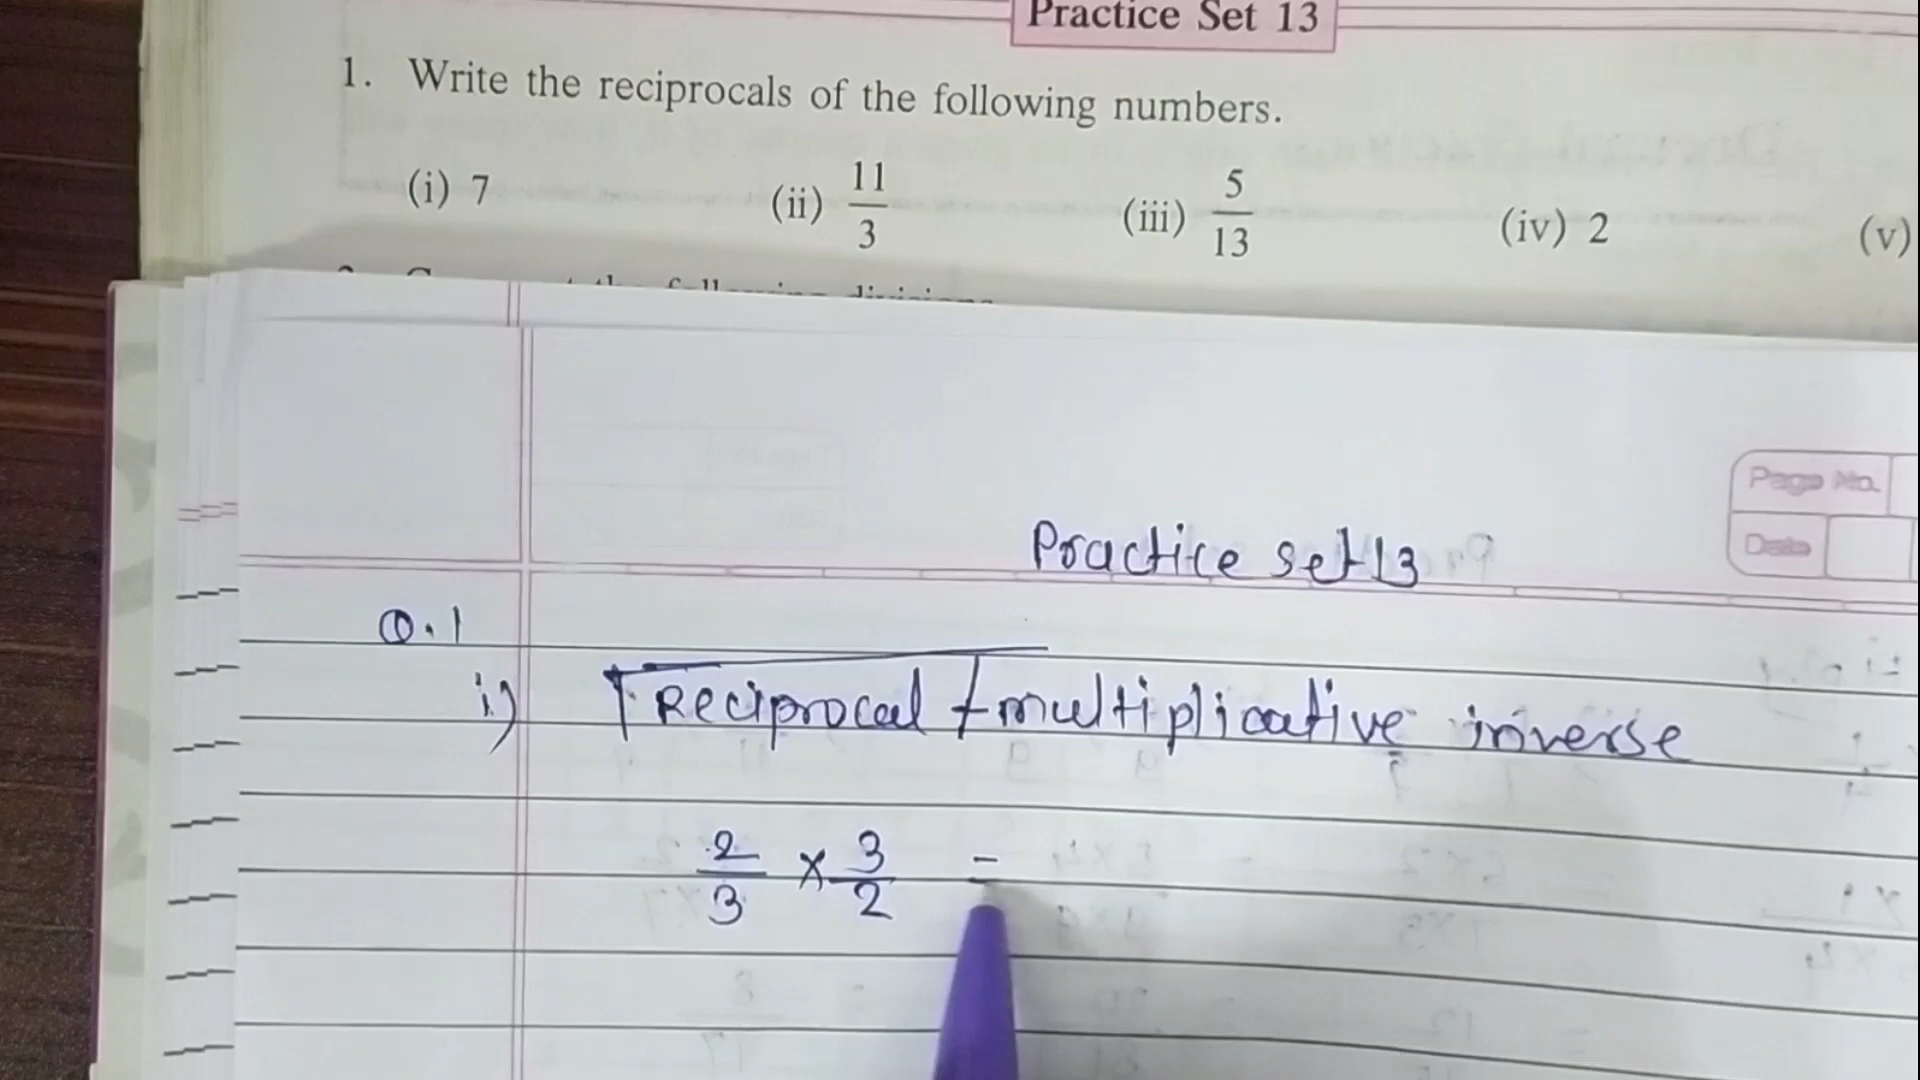 Practice Set 13
1. Write the reciprocals of the following numbers.
(i) 7 (ii) 11/3 (iii) 5/13 (iv) 2 (v)
Page No.
Date
Practice set 13
Q.1
i) Reciprocal / multiplicative inverse
2/3 × 3/2 =